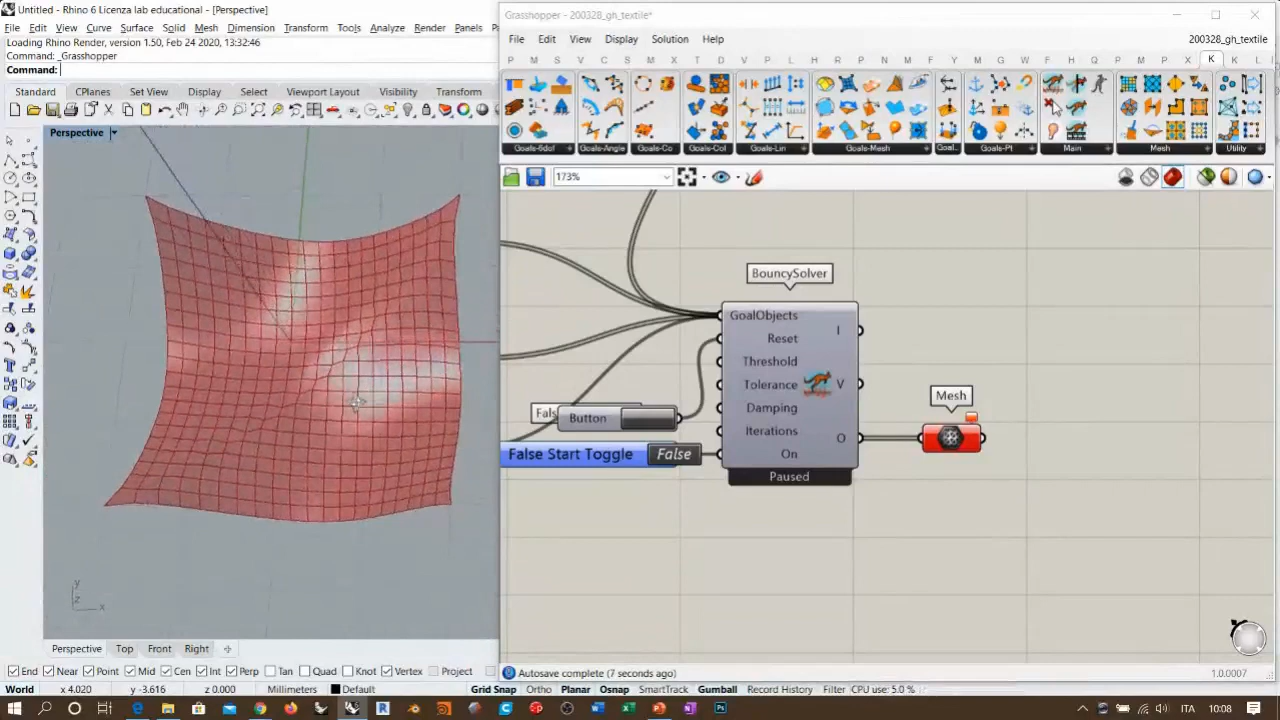 Untitled - Rhino 6 Licenza lab educational - [Perspective]
File Edit View Curve Surface Solid Mesh Dimension Transform Tools Analyze Render Panels
Loading Rhino Render, version 1.50, Feb 24 2020, 13:32:46
Command: _Grasshopper
Command:
Standard CPlanes Set View Display Select Viewport Layout Visibility Transform
Perspective
y
z
x
Perspective Top Front Right
End Near Point Mid Cen Int Perp Tan Quad Knot Vertex Project
World x 4.020 y -3.616 z 0.000 Millimeters Default Grid Snap Ortho Planar Osnap SmartTrack Gumball Record History Filter CPU use: 5.0 %
Grasshopper - 200328_gh_textile*
File Edit View Display Solution Help
200328_gh_textile*
P M S V C S I M D X T D V P L F R P A M F Y M U C F R P K L
Goals-6dof Goals-Angle Goals-Co Goals-Col Goals-Lin Goals-Mesh Goal.. Goals-Pt Main Mesh Utility
173%
BouncySolver
GoalObjects
Reset
Threshold
Tolerance
Damping
Iterations
On
I
V
O
Paused
Mesh
Fals
Button
False Start Toggle False
Autosave complete (7 seconds ago)
1.0.0007
ITA 10:08